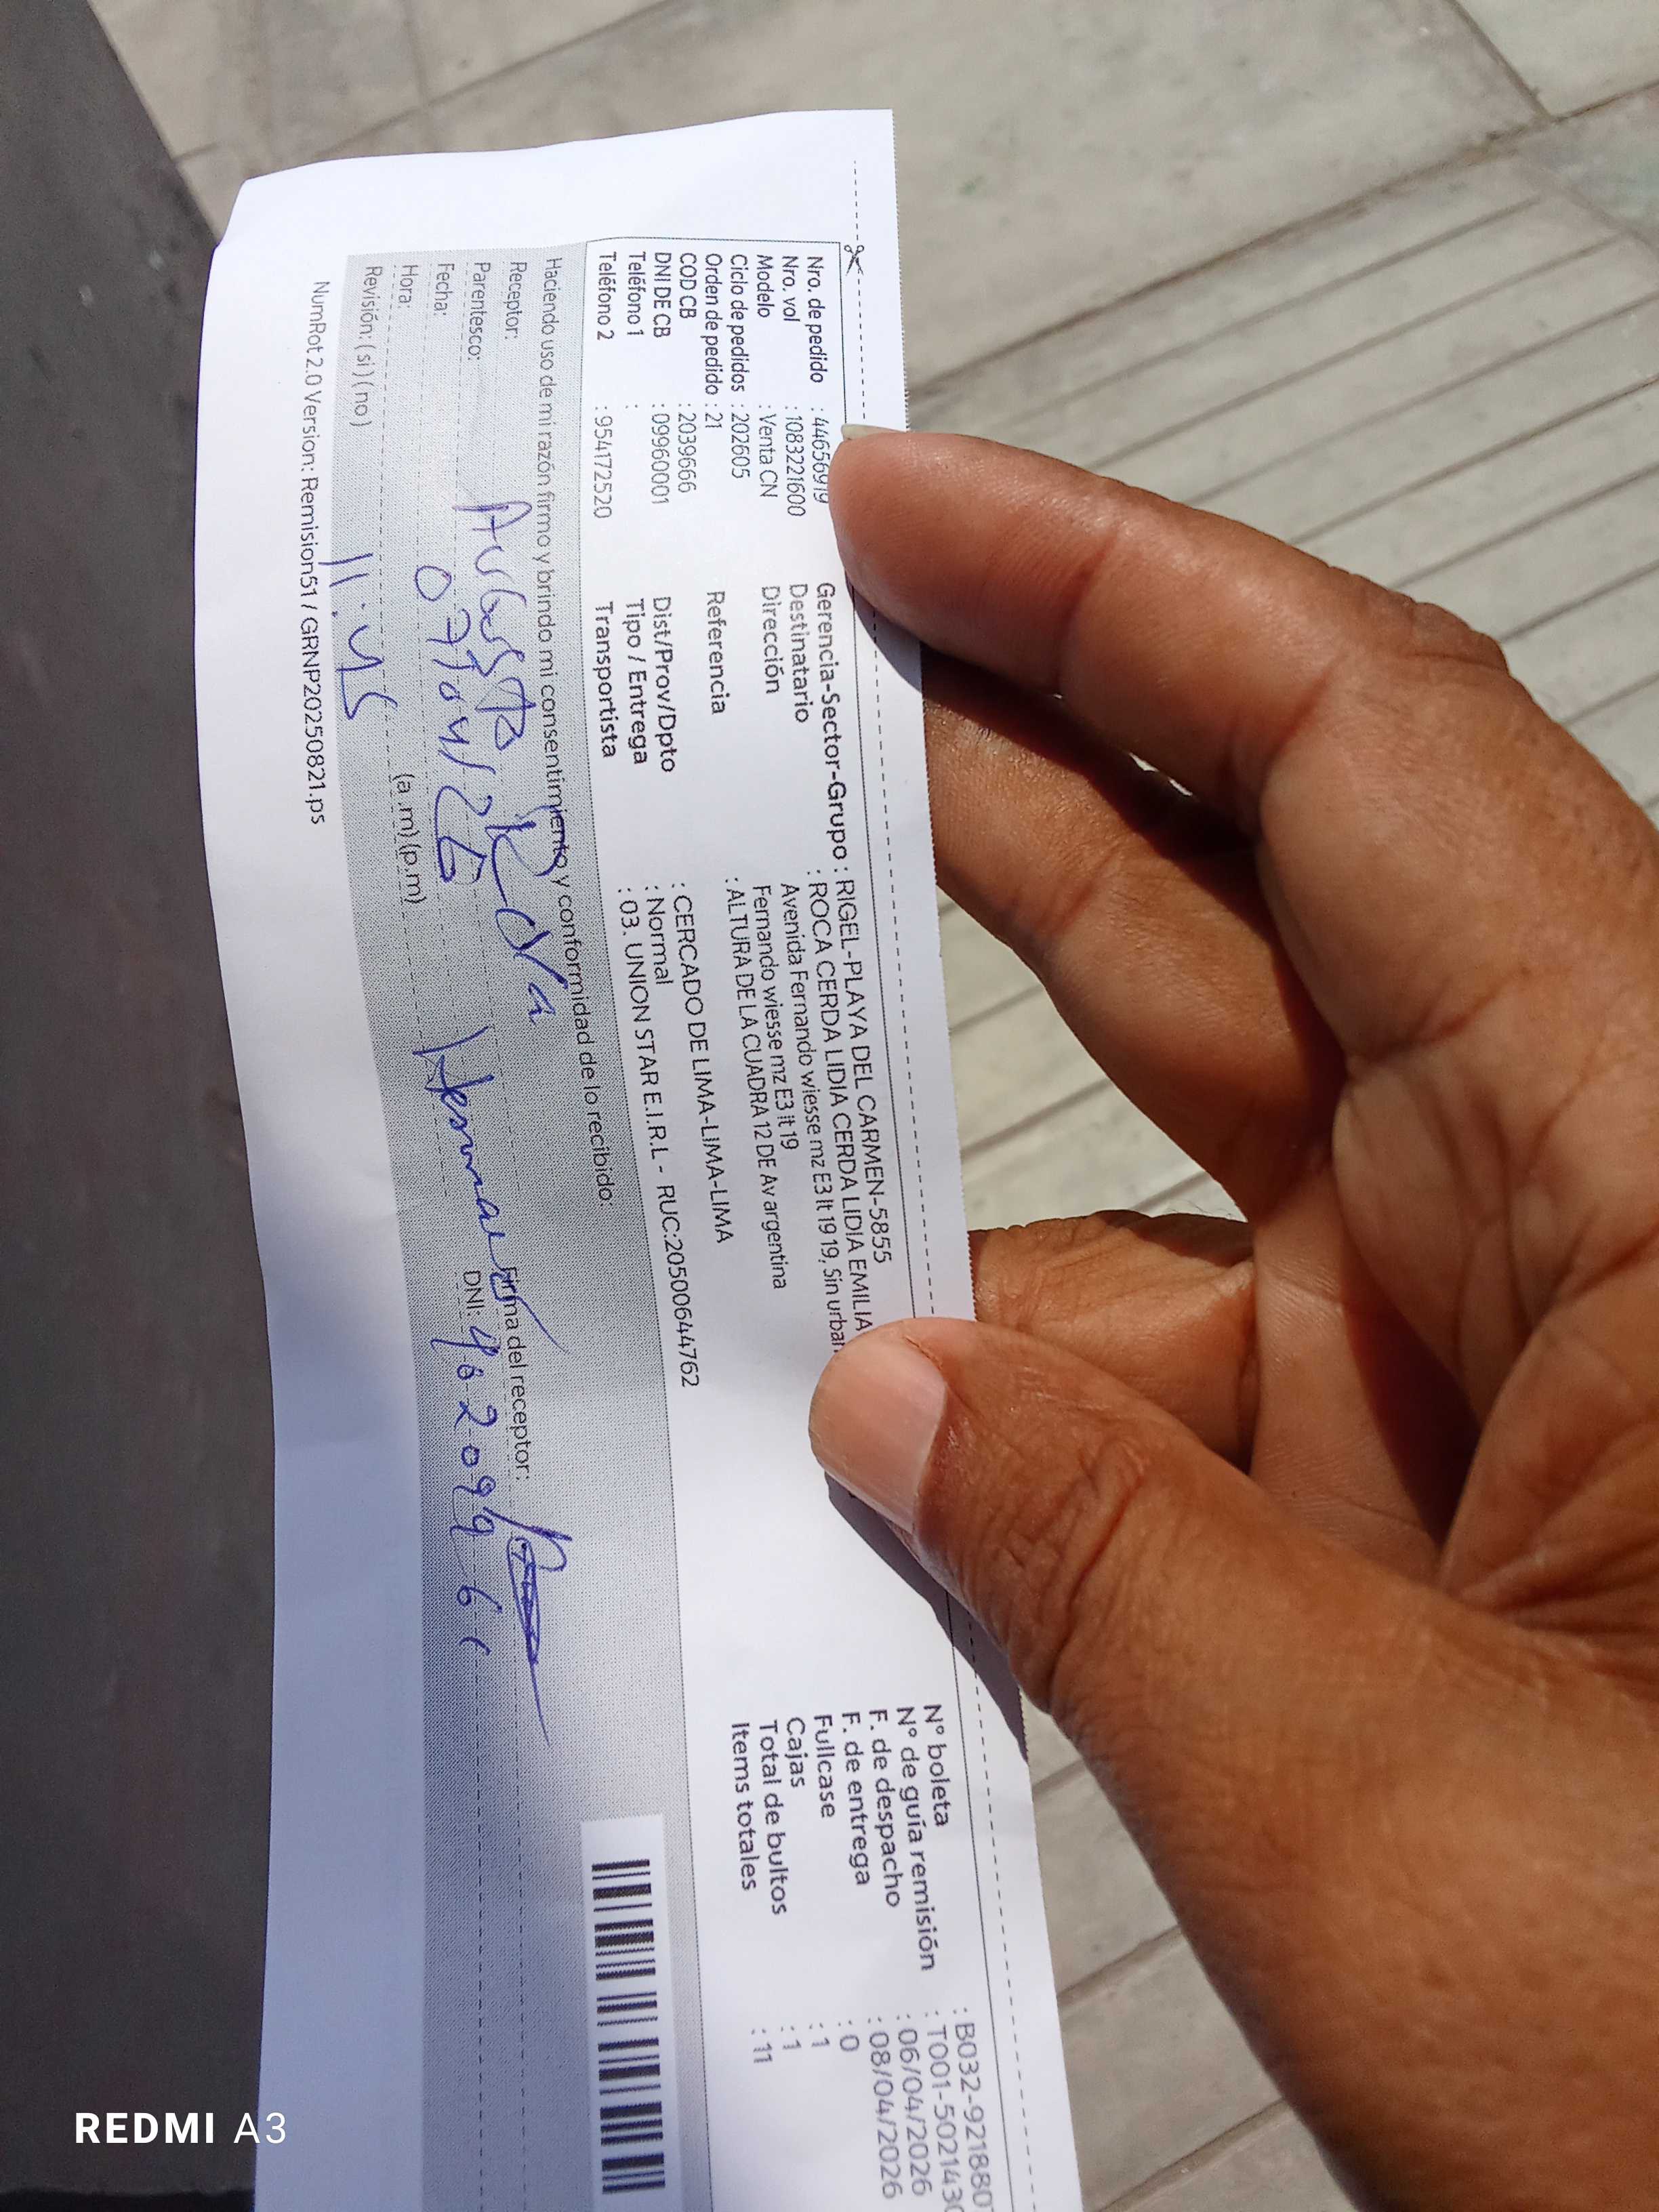 Nro. de pedido : 44656919
Nro. vol : 1083221600
Modelo : Venta CN
Ciclo de pedidos : 202605
Orden de pedido : 21
COD CB : 2039666
DNI DE CB : 09960001
Teléfono 1 :
Teléfono 2 : 954172520
Gerencia-Sector-Grupo : RIGEL-PLAYA DEL CARMEN-5855
Destinatario : ROCA CERDA LIDIA CERDA LIDIA EMILIA
Dirección Avenida Fernando wiesse mz E3 lt 19 19, Sin urban
Fernando wiesse mz E3 lt 19
Referencia : ALTURA DE LA CUADRA 12 DE Av argentina
Dist/Prov/Dpto : CERCADO DE LIMA-LIMA-LIMA
Tipo / Entrega : Normal
Transportista : 03. UNION STAR E.I.R.L - RUC:20500644762
N° boleta : B032-9218807
N° de guía remisión : T001-5021430
F. de despacho : 06/04/2026
F. de entrega : 08/04/2026
Fullcase : 0
Cajas : 1
Total de bultos : 1
Items totales : 11
Haciendo uso de mi razón firmo y brindo mi consentimiento y conformidad de lo recibido:
Receptor: Firma del receptor:
Parentesco: DNI:
Fecha: 07/04/26
Hora: 11:45 (a .m) (p.m)
Revisión: ( si ) ( no )
NumRot 2.0 Version: Remision51 / GRNP20250821.ps
REDMI A3